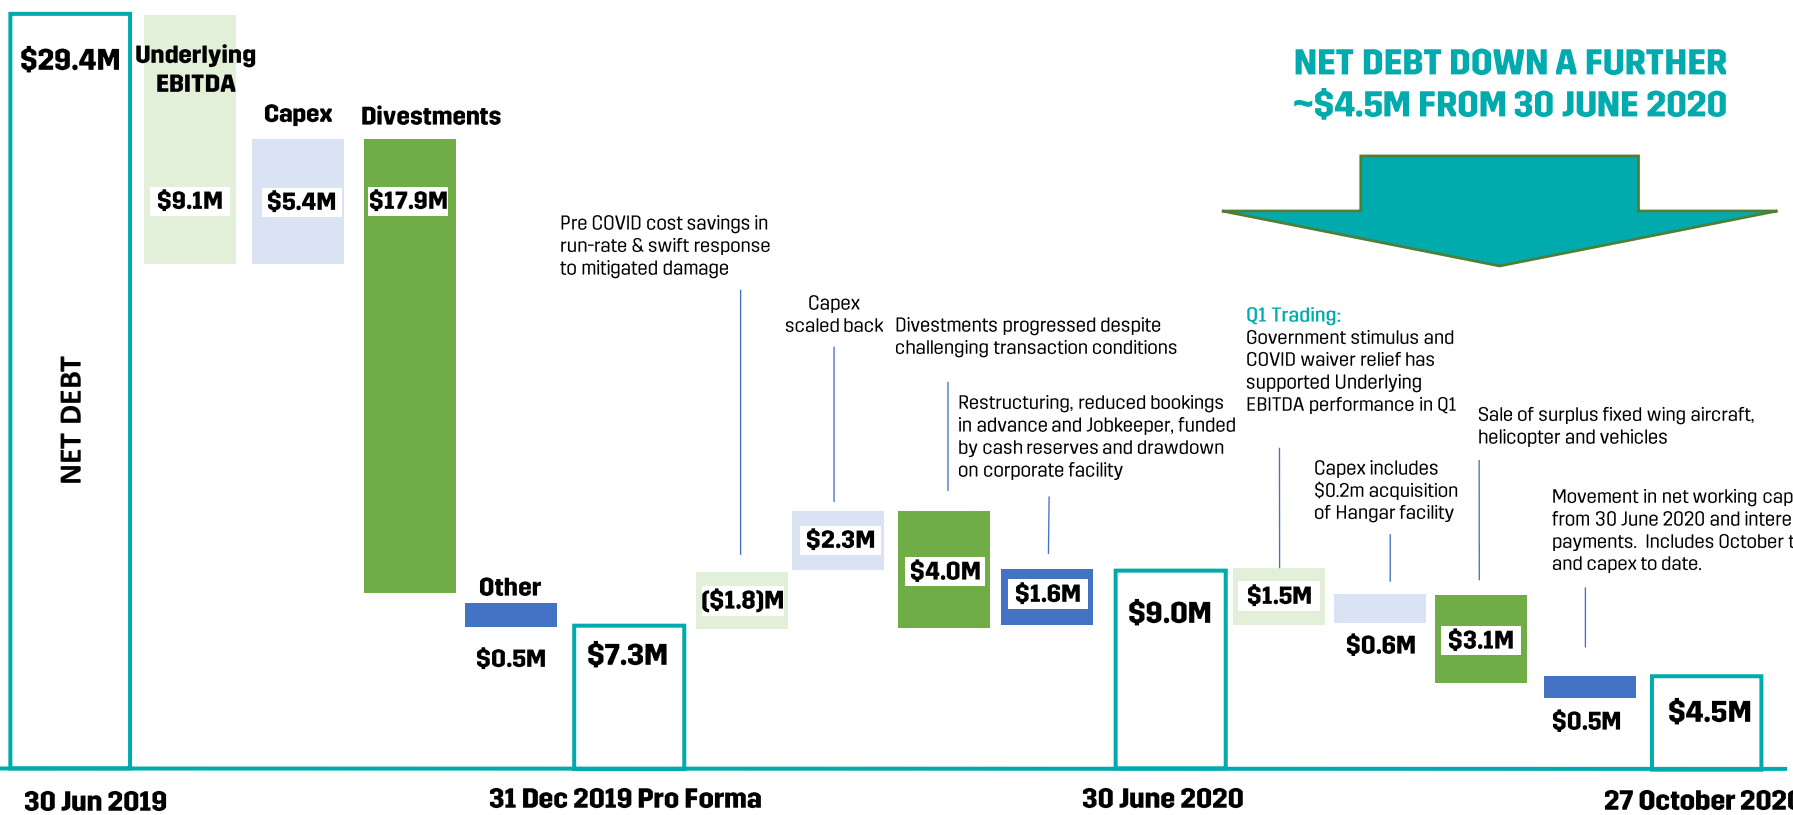 $29.4M
Underlying
EBITDA
Capex
Divestments
NET DEBT DOWN A FURTHER
~$4.5M FROM 30 JUNE 2020
$9.1M
$5.4M
$17.9M
NET DEBT
Other
$0.5M
$7.3M
Pre COVID cost savings in
run-rate & swift response
to mitigated damage
($1.8)M
Capex
scaled back
$2.3M
Divestments progressed despite
challenging transaction conditions
$4.0M
Restructuring, reduced bookings
in advance and Jobkeeper, funded
by cash reserves and drawdown
on corporate facility
$1.6M
$9.0M
Q1 Trading:
Government stimulus and
COVID waiver relief has
supported Underlying
EBITDA performance in Q1
$1.5M
Capex includes
$0.2m acquisition
of Hangar facility
$0.6M
Sale of surplus fixed wing aircraft,
helicopter and vehicles
$3.1M
Movement in net working cap
from 30 June 2020 and intere
payments. Includes October t
and capex to date.
$0.5M
$4.5M
30 Jun 2019
31 Dec 2019 Pro Forma
30 June 2020
27 October 2020